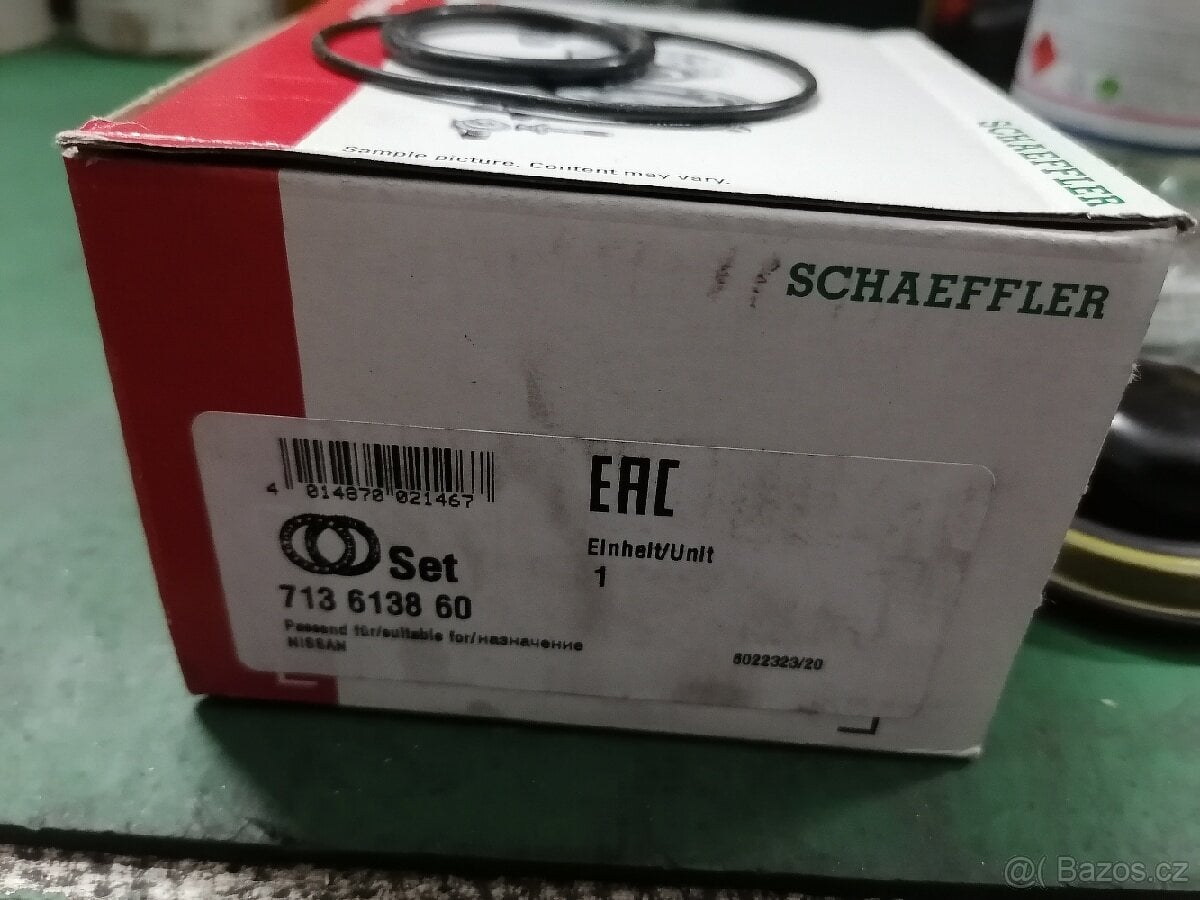 Sample picture. Content may vary.
SCHAEFFLER
SCHAEFFLER
4 014870 021467
EAC
Set
Einheit/Unit
1
713 6138 60
Passend für/suitable for/назначение
NISSAN
8022323/20
@( Bazos.cz